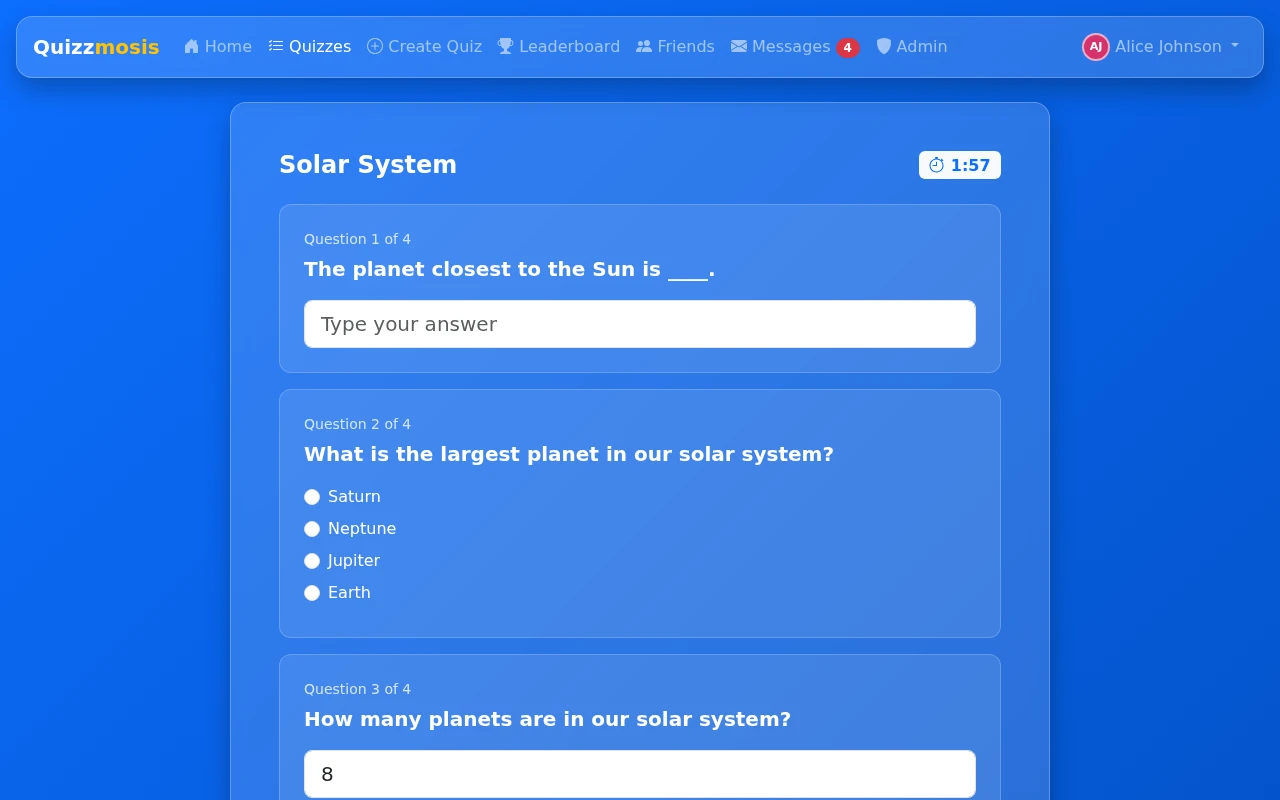 Quizzmosis Home Quizzes Create Quiz Leaderboard Friends Messages 4 Admin AJ Alice Johnson
Solar System 1:57
Question 1 of 4
The planet closest to the Sun is ____.
Type your answer
Question 2 of 4
What is the largest planet in our solar system?
Saturn
Neptune
Jupiter
Earth
Question 3 of 4
How many planets are in our solar system?
8